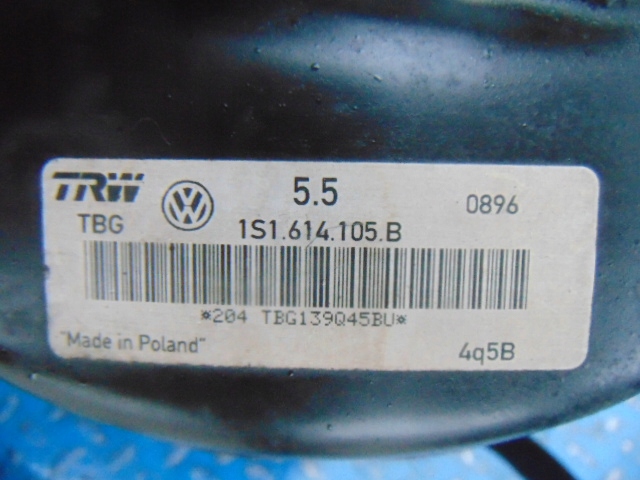 TRW 5.5 0896
TBG 1S1.614.105.B
*204 TBG139Q45BU*
"Made in Poland" 4q5B